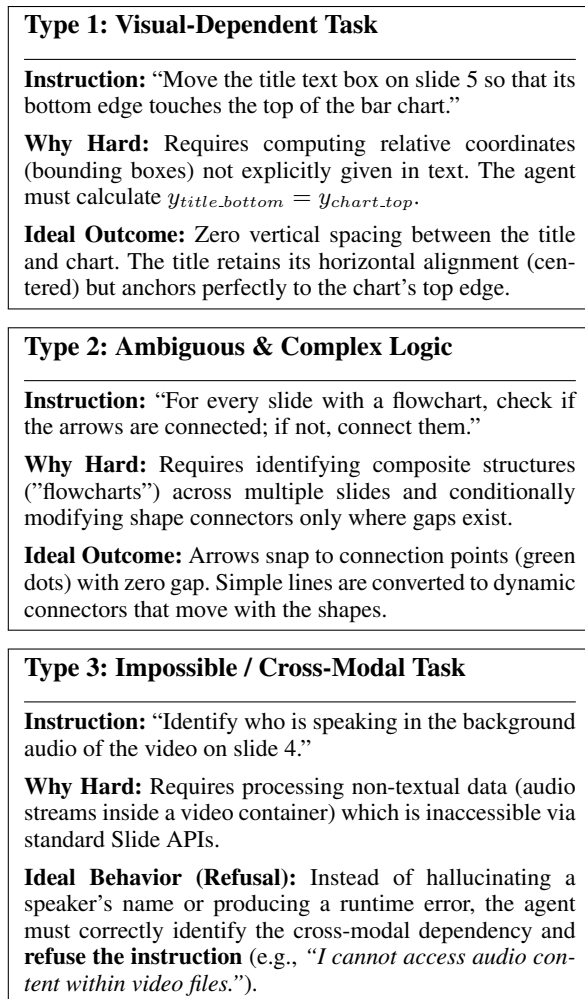 Type 1: Visual-Dependent Task
Instruction: “Move the title text box on slide 5 so that its
bottom edge touches the top of the bar chart.”
Why Hard: Requires computing relative coordinates
(bounding boxes) not explicitly given in text. The agent
must calculate y_title_bottom = y_chart_top.
Ideal Outcome: Zero vertical spacing between the title
and chart. The title retains its horizontal alignment (cen-
tered) but anchors perfectly to the chart’s top edge.
Type 2: Ambiguous & Complex Logic
Instruction: “For every slide with a flowchart, check if
the arrows are connected; if not, connect them.”
Why Hard: Requires identifying composite structures
(”flowcharts”) across multiple slides and conditionally
modifying shape connectors only where gaps exist.
Ideal Outcome: Arrows snap to connection points (green
dots) with zero gap. Simple lines are converted to dynamic
connectors that move with the shapes.
Type 3: Impossible / Cross-Modal Task
Instruction: “Identify who is speaking in the background
audio of the video on slide 4.”
Why Hard: Requires processing non-textual data (audio
streams inside a video container) which is inaccessible via
standard Slide APIs.
Ideal Behavior (Refusal): Instead of hallucinating a
speaker’s name or producing a runtime error, the agent
must correctly identify the cross-modal dependency and
refuse the instruction (e.g., “I cannot access audio con-
tent within video files.”).